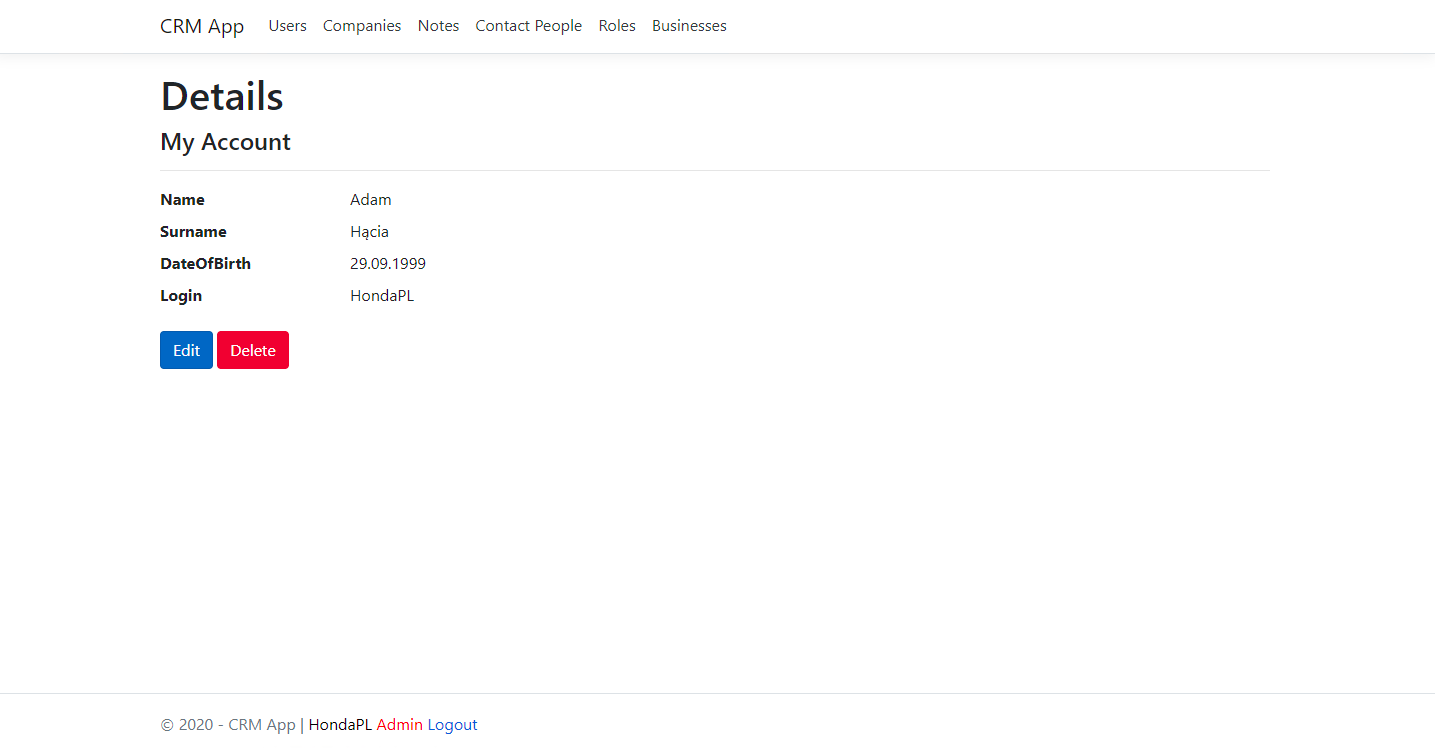 CRM App Users Companies Notes Contact People Roles Businesses
Details
My Account
Name Adam
Surname Hącia
DateOfBirth 29.09.1999
Login HondaPL
Edit Delete
© 2020 - CRM App | HondaPL Admin Logout